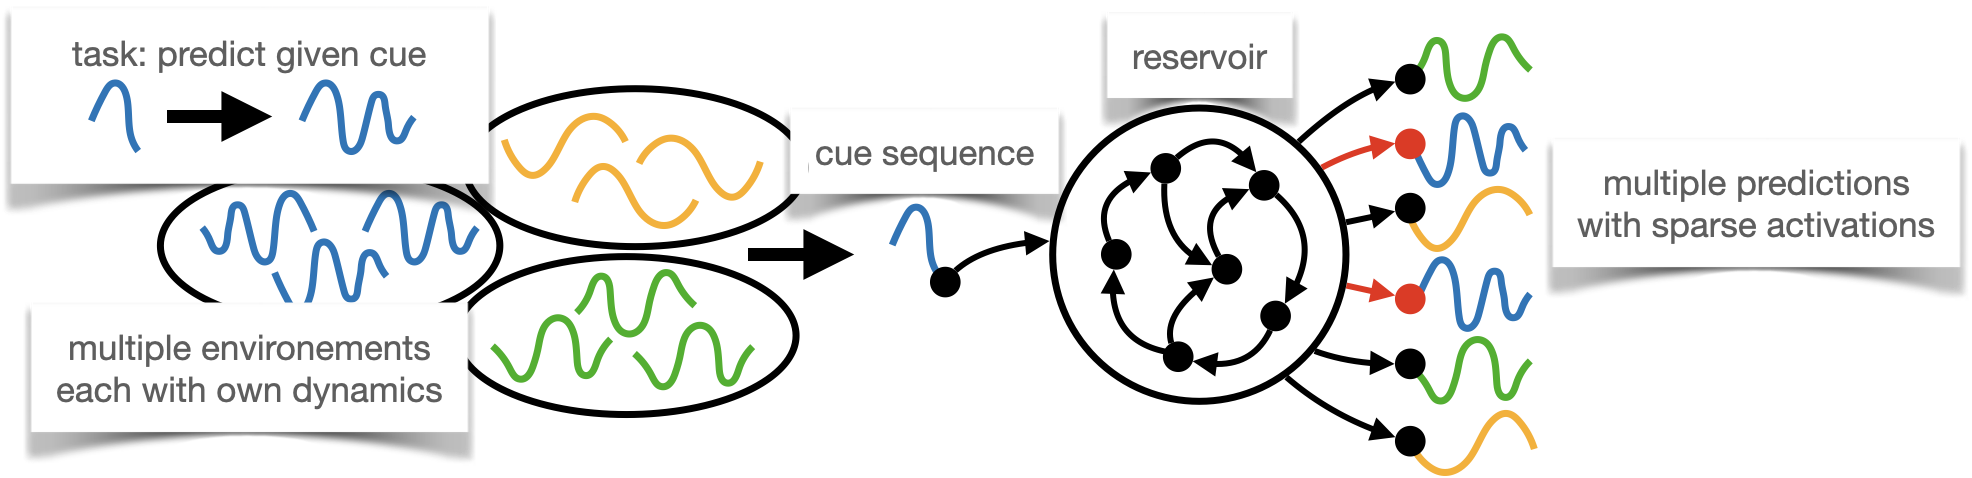 task: predict given cue
multiple environements
each with own dynamics
cue sequence
reservoir
multiple predictions
with sparse activations